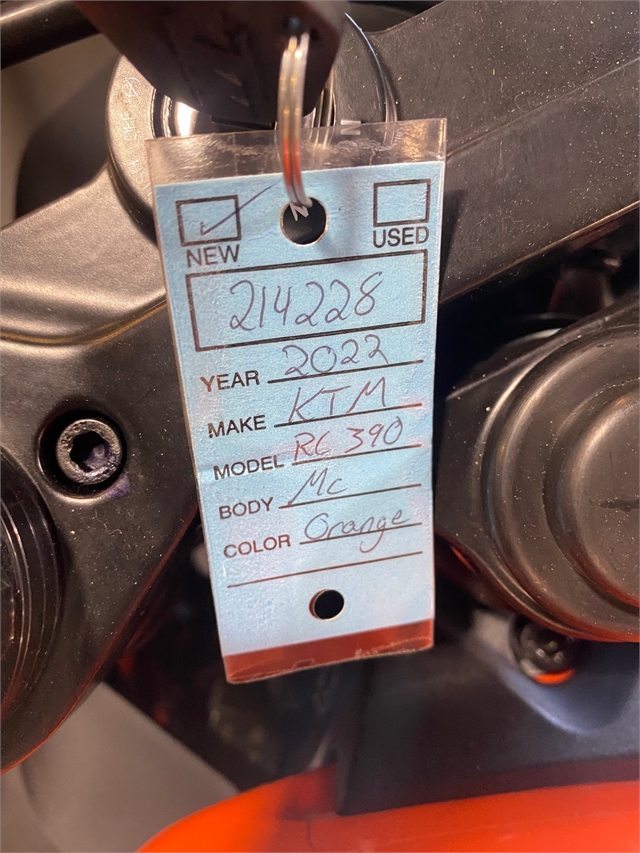 NEW USED
214228
YEAR 2022
MAKE KTM
MODEL RC 390
BODY MC
COLOR Orange